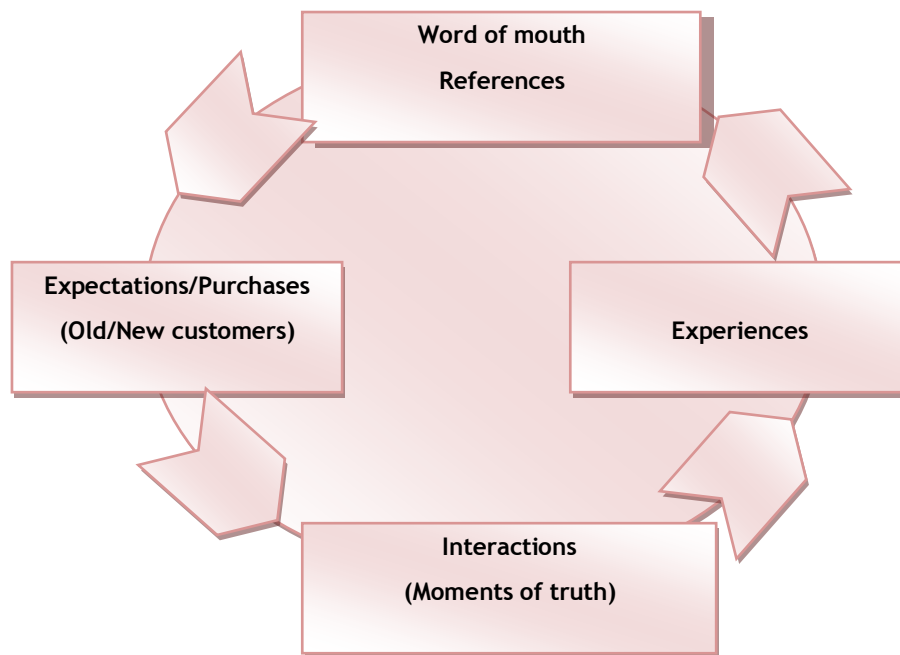 Word of mouth
References
Expectations/Purchases
(Old/New customers)
Experiences
Interactions
(Moments of truth)